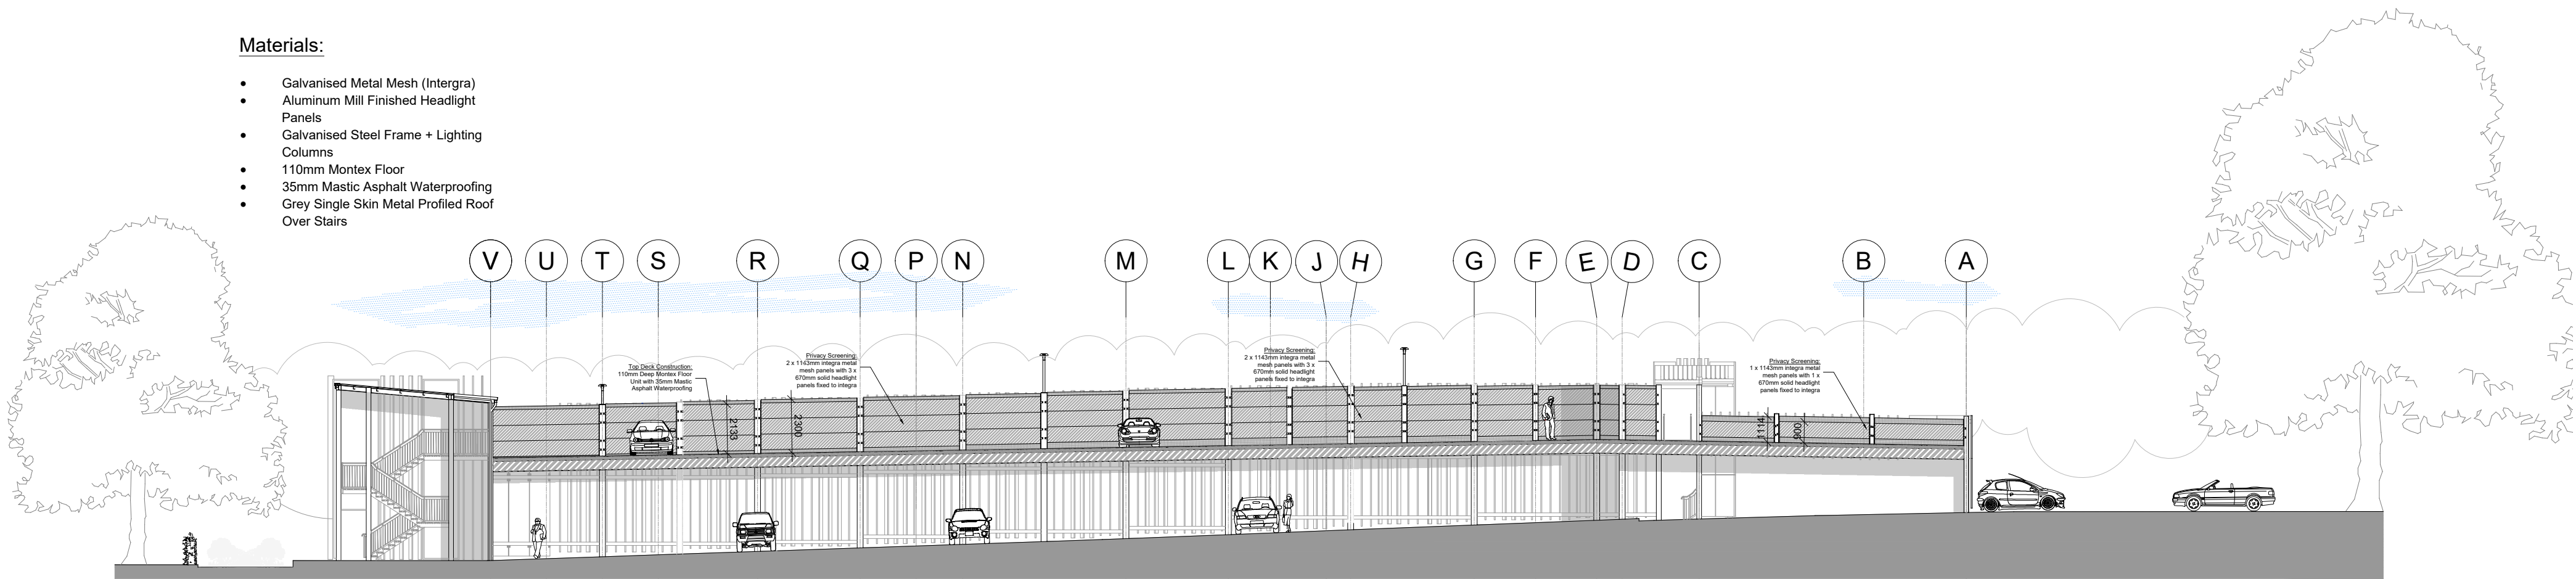 Materials:
• Galvanised Metal Mesh (Intergra)
• Aluminum Mill Finished Headlight
Panels
• Galvanised Steel Frame + Lighting
Columns
• 110mm Montex Floor
• 35mm Mastic Asphalt Waterproofing
• Grey Single Skin Metal Profiled Roof
Over Stairs
V U T S R Q P N M L K J H G F E D C B A
Top Deck Construction:
110mm Deep Montex Floor
Unit with 35mm Mastic
Asphalt Waterproofing
Privacy Screening:
2 x 1143mm integra metal
mesh panels with 3 x
670mm solid headlight
panels fixed to integra
Privacy Screening:
2 x 1143mm integra metal
mesh panels with 3 x
670mm solid headlight
panels fixed to integra
Privacy Screening:
1 x 1143mm integra metal
mesh panels with 1 x
670mm solid headlight
panels fixed to integra
2133
2300
1114
900